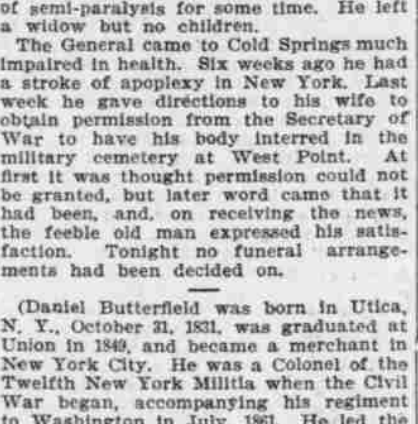 of semi-paralysis for some time. He left
a widow but no children.
The General came to Cold Springs much
impaired in health. Six weeks ago he had
a stroke of apoplexy in New York. Last
week he gave directions to his wife to
obtain permission from the Secretary of
War to have his body interred in the
military cemetery at West Point. At
first it was thought permission could not
be granted, but later word came that it
had been, and, on receiving the news,
the feeble old man expressed his satis-
faction. Tonight no funeral arrange-
ments had been decided on.
(Daniel Butterfield was born in Utica,
N. Y., October 31, 1831, was graduated at
Union in 1849, and became a merchant in
New York City. He was a Colonel of the
Twelfth New York Militia when the Civil
War began, accompanying his regiment
to Washington in July, 1861. He led the